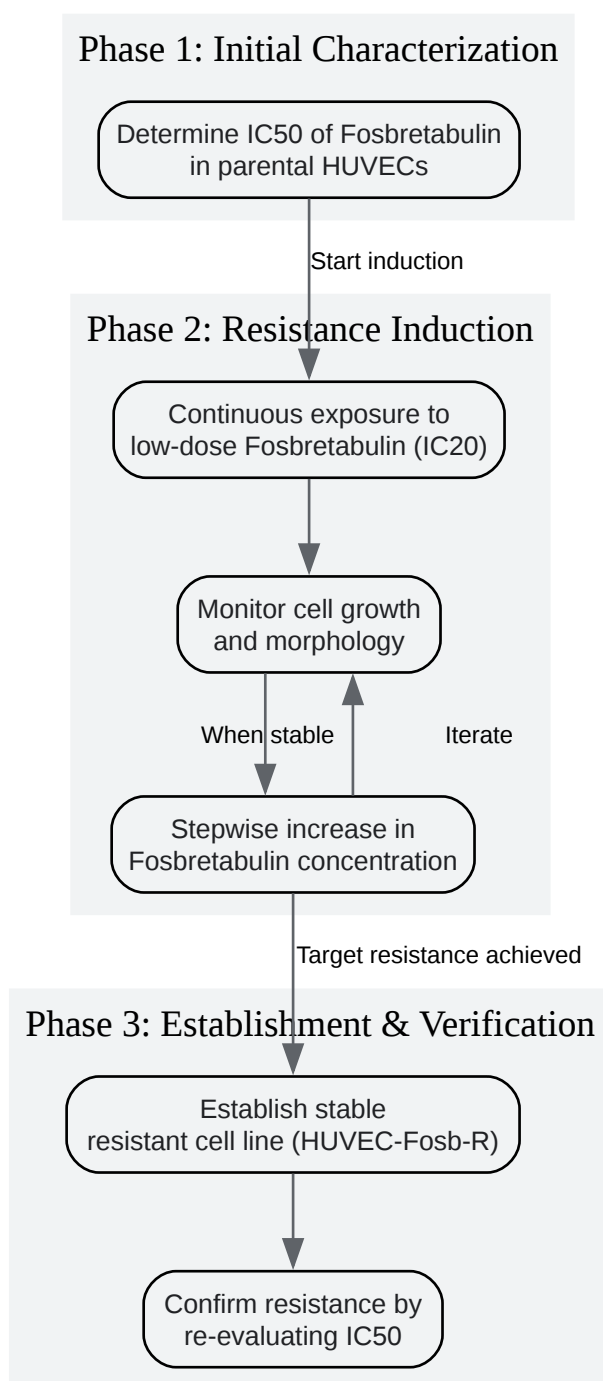 Phase 1: Initial Characterization
Determine IC50 of Fosbretabulin
in parental HUVECs
Start induction
Phase 2: Resistance Induction
Continuous exposure to
low-dose Fosbretabulin (IC20)
Monitor cell growth
and morphology
When stable
Iterate
Stepwise increase in
Fosbretabulin concentration
Target resistance achieved
Phase 3: Establishment & Verification
Establish stable
resistant cell line (HUVEC-Fosb-R)
Confirm resistance by
re-evaluating IC50